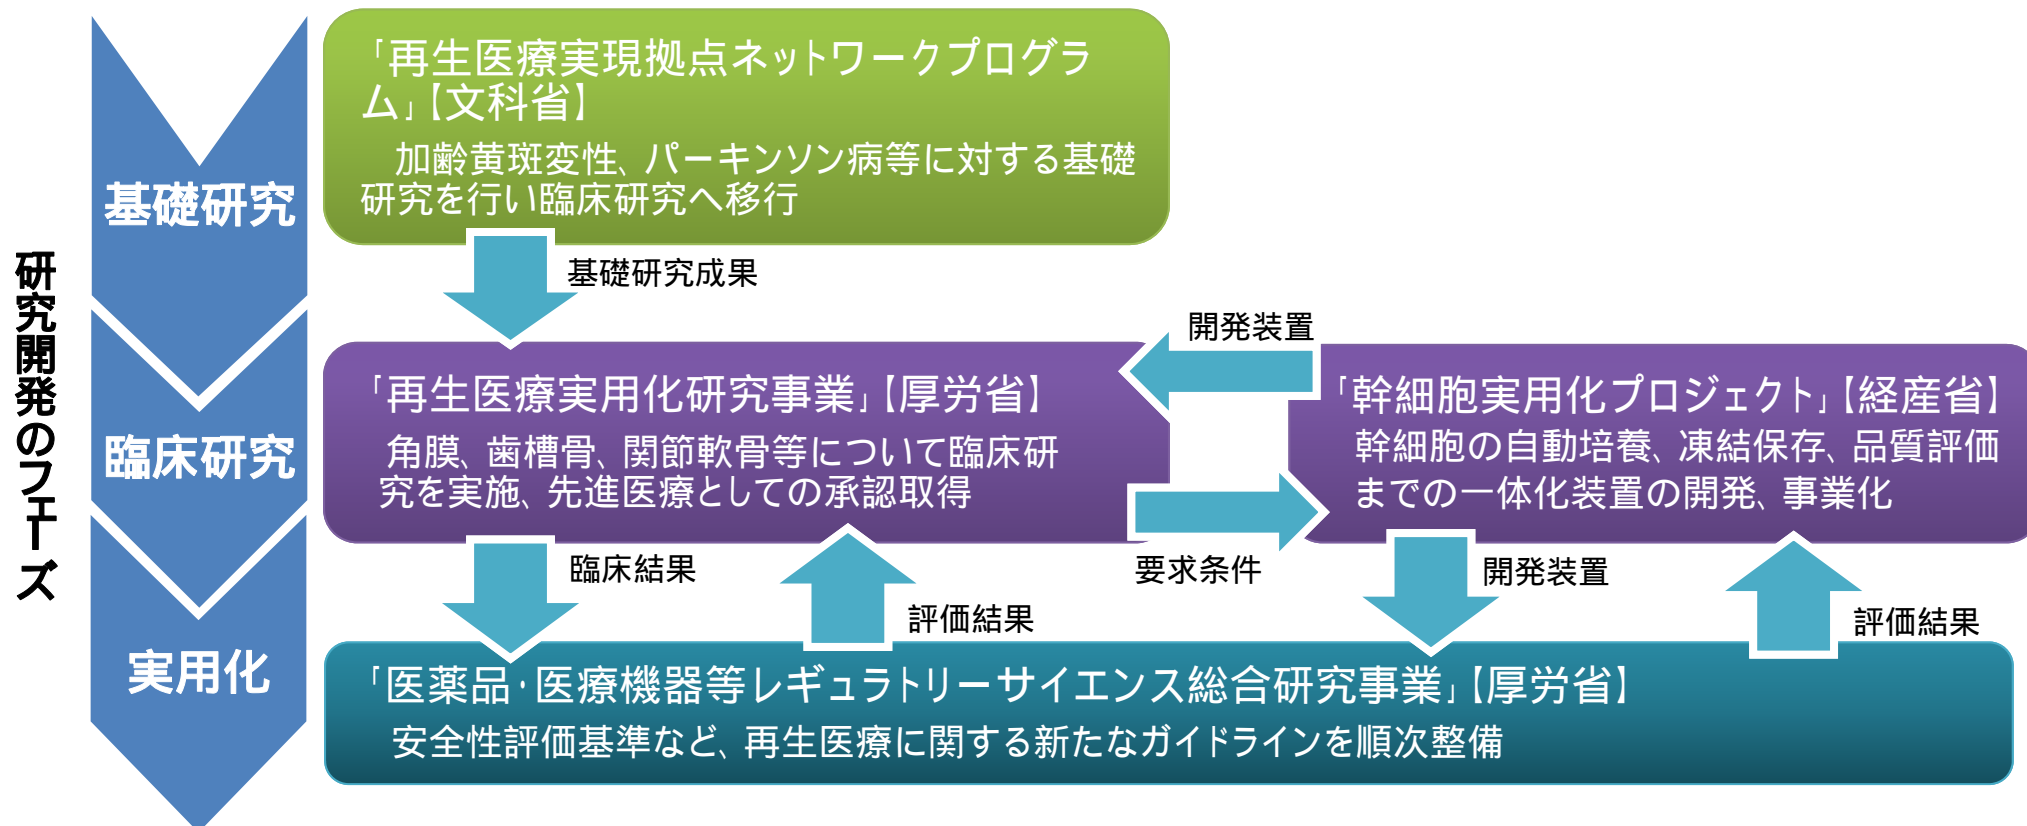 研究開発のフェーズ
基礎研究
臨床研究
実用化
「再生医療実現拠点ネットワークプログラ
ム」【文科省】
加齢黄斑変性、パーキンソン病等に対する基礎
研究を行い臨床研究へ移行
基礎研究成果
開発装置
「再生医療実用化研究事業」【厚労省】
角膜、歯槽骨、関節軟骨等について臨床研
究を実施、先進医療としての承認取得
「幹細胞実用化プロジェクト」【経産省】
幹細胞の自動培養、凍結保存、品質評価
までの一体化装置の開発、事業化
臨床結果
評価結果
要求条件
開発装置
評価結果
「医薬品・医療機器等レギュラトリーサイエンス総合研究事業」【厚労省】
安全性評価基準など、再生医療に関する新たなガイドラインを順次整備